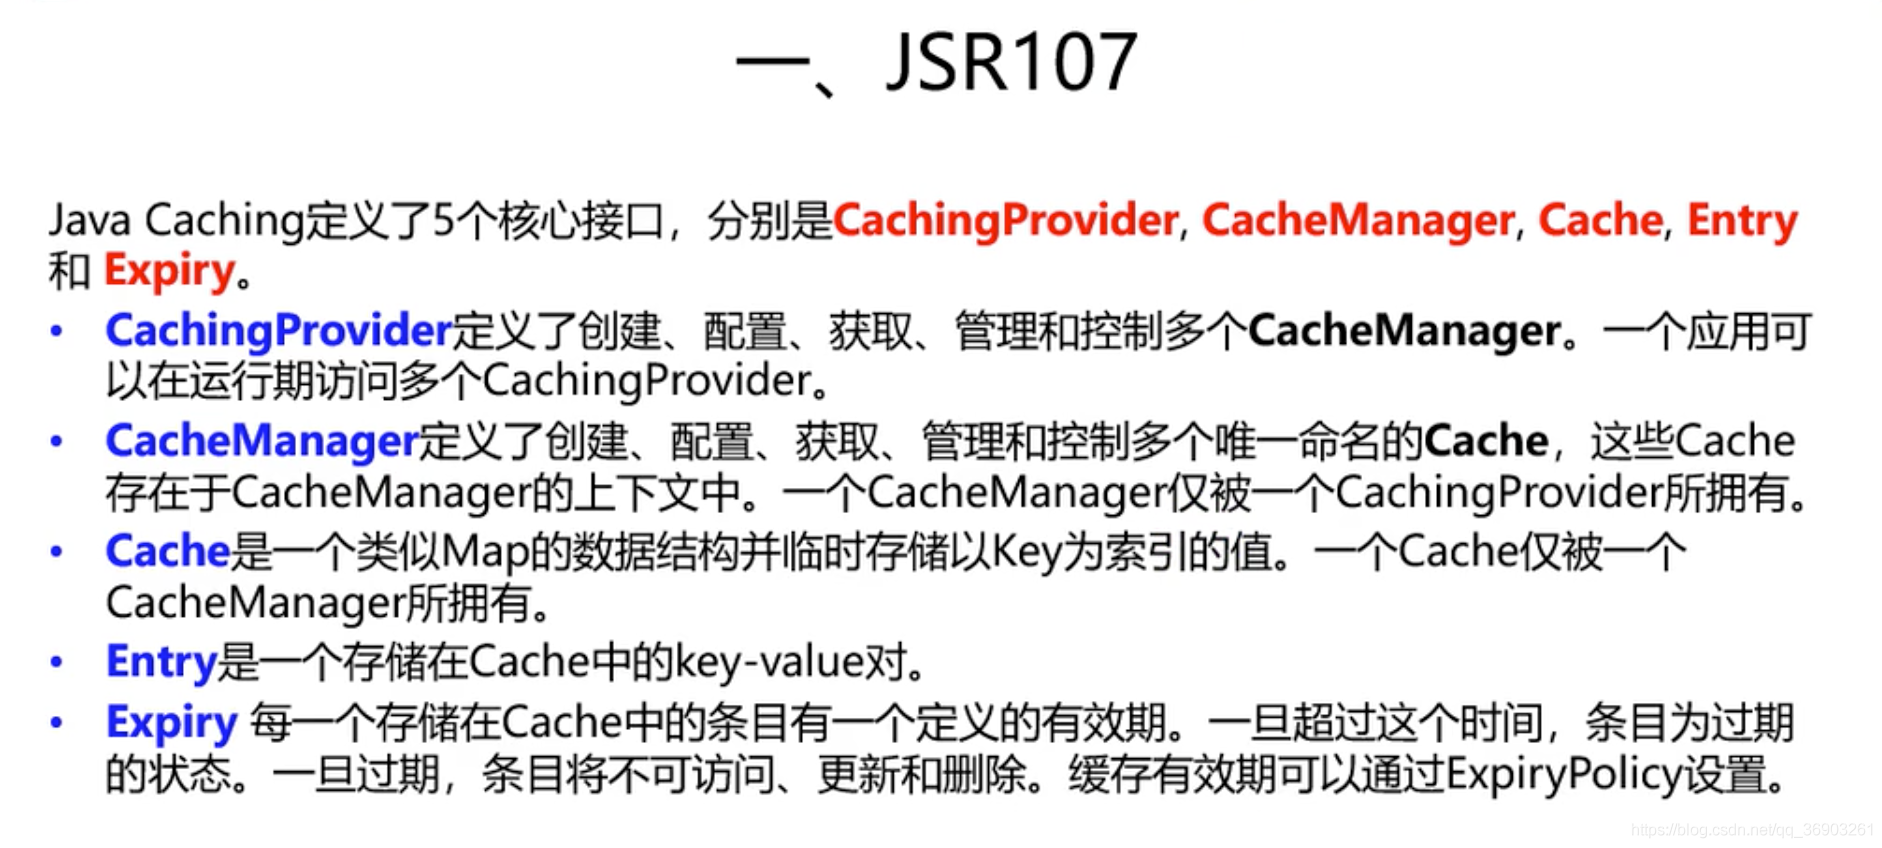 一、JSR107
Java Caching定义了5个核心接口，分别是CachingProvider, CacheManager, Cache, Entry
和 Expiry。
• CachingProvider定义了创建、配置、获取、管理和控制多个CacheManager。一个应用可
以在运行期访问多个CachingProvider。
• CacheManager定义了创建、配置、获取、管理和控制多个唯一命名的Cache，这些Cache
存在于CacheManager的上下文中。一个CacheManager仅被一个CachingProvider所拥有。
• Cache是一个类似Map的数据结构并临时存储以Key为索引的值。一个Cache仅被一个
CacheManager所拥有。
• Entry是一个存储在Cache中的key-value对。
• Expiry 每一个存储在Cache中的条目有一个定义的有效期。一旦超过这个时间，条目为过期
的状态。一旦过期，条目将不可访问、更新和删除。缓存有效期可以通过ExpiryPolicy设置。
https://blog.csdn.net/qq_36903261